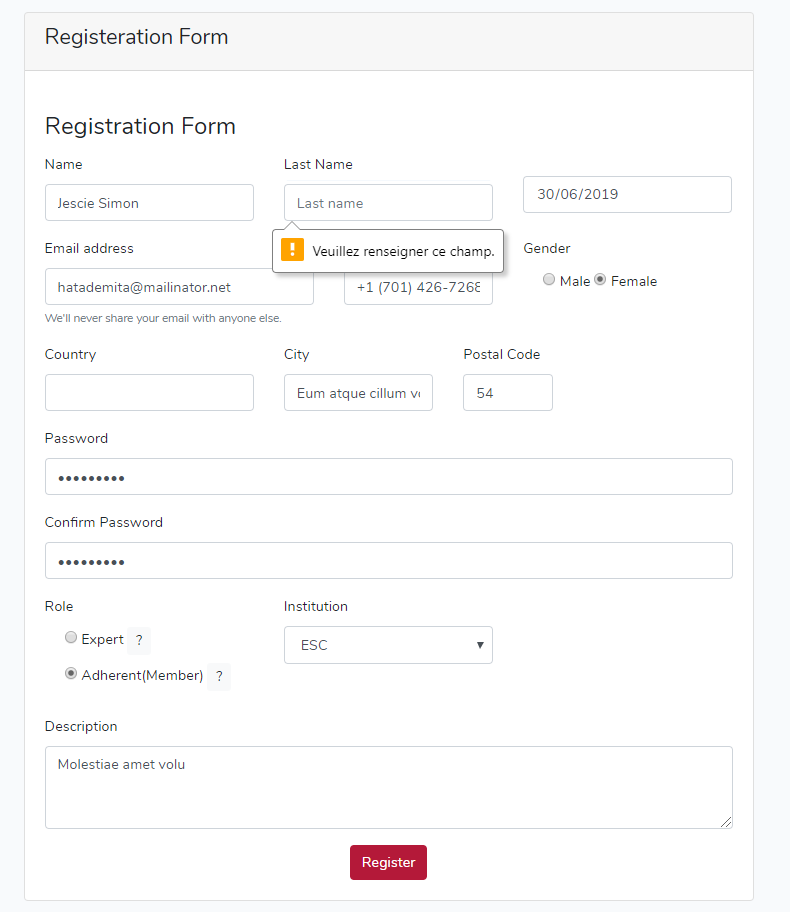 Registeration Form
Registration Form
Name
Last Name
Jescie Simon
Last name
30/06/2019
Veuillez renseigner ce champ.
Email address
Gender
hatademita@mailinator.net
+1 (701) 426-7268
Male
Female
We'll never share your email with anyone else.
Country
City
Postal Code
Eum atque cillum v
54
Password
•••••••••
Confirm Password
•••••••••
Role
Institution
Expert ?
ESC
Adherent(Member) ?
Description
Molestiae amet volu
Register